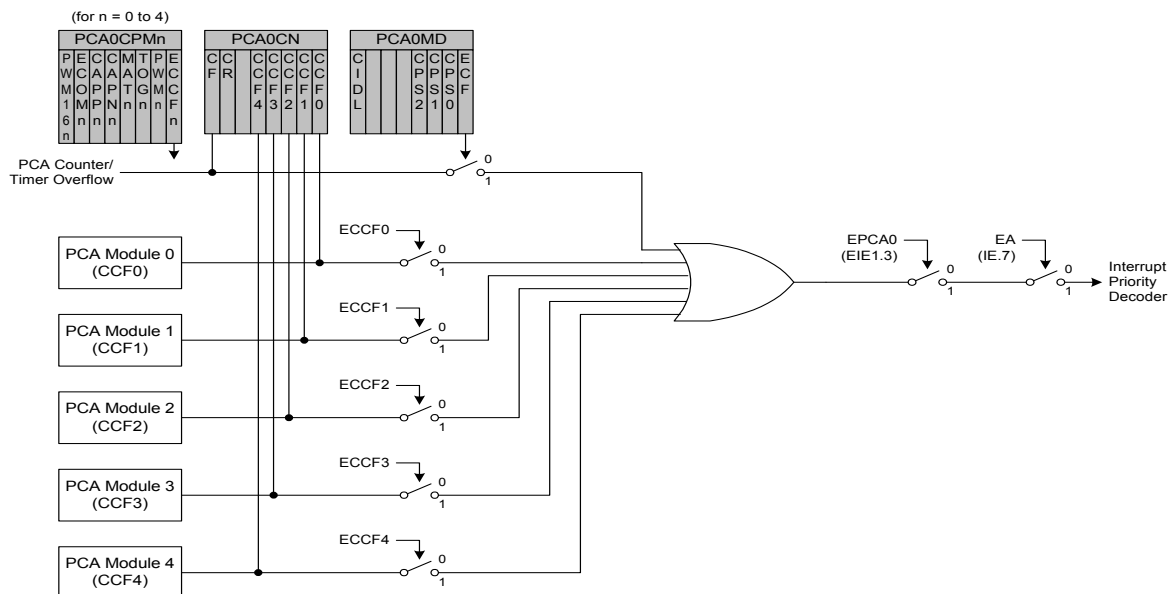 (for n = 0 to 4)
PCA0CPMn
PWM16n
ECOMn
CAPPn
CAPNn
MATn
TOGn
PWMn
ECCFn
PCA0CN
CF
CR
CCF4
CCF3
CCF2
CCF1
CCF0
PCA0MD
CIDL
CPS2
CPS1
CPS0
ECF
PCA Counter/
Timer Overflow
0
1
PCA Module 0
(CCF0)
ECCF0
0
1
EPCA0
(EIE1.3)
0
1
EA
(IE.7)
0
1
Interrupt
Priority
Decoder
PCA Module 1
(CCF1)
ECCF1
0
1
PCA Module 2
(CCF2)
ECCF2
0
1
PCA Module 3
(CCF3)
ECCF3
0
1
PCA Module 4
(CCF4)
ECCF4
0
1